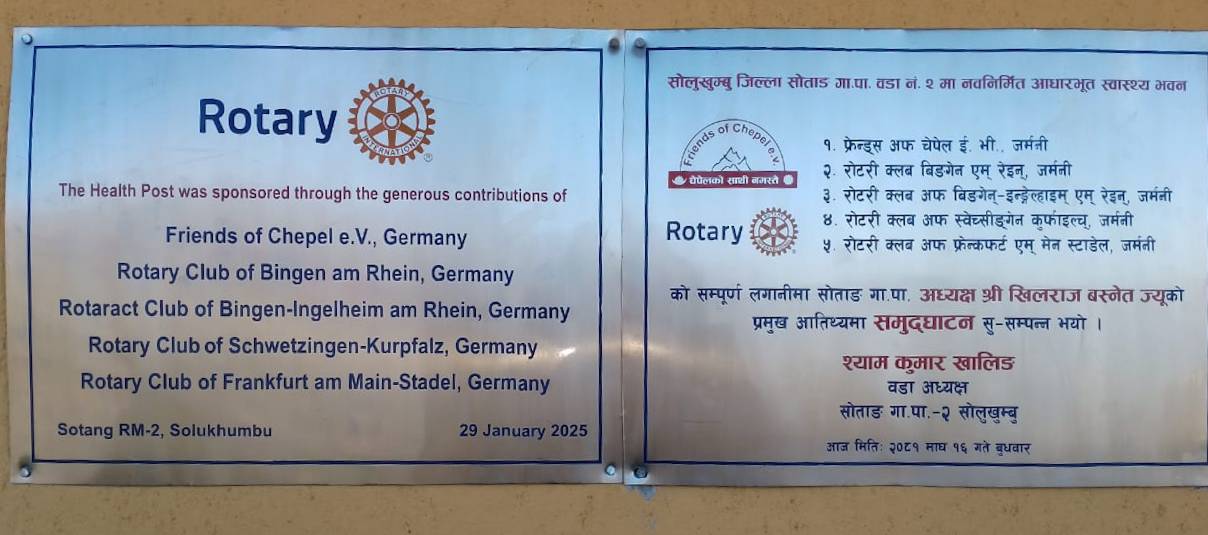 Rotary
ROTARY
INTERNATIONAL
The Health Post was sponsored through the generous contributions of
Friends of Chepel e.V., Germany
Rotary Club of Bingen am Rhein, Germany
Rotaract Club of Bingen-Ingelheim am Rhein, Germany
Rotary Club of Schwetzingen-Kurpfalz, Germany
Rotary Club of Frankfurt am Main-Stadel, Germany
Sotang RM-2, Solukhumbu 29 January 2025
सोलुखुम्बु जिल्ला सोताङ गा.पा. वडा नं. २ मा नवनिर्मित आधारभूत स्वास्थ्य भवन
Friends of Chepel e.V.
चेपेलको साथी नमस्ते
Rotary
१. फ्रेन्ड्स अफ चेपेल ई. भी., जर्मनी
२. रोटरी क्लब बिङगेन एम् रेइन, जर्मनी
३. रोटरी क्लब अफ बिङगेन-इन्गेल्हाइम् एम् रेइन, जर्मनी
४. रोटरी क्लब अफ स्वेच्सीङ्गेन कुर्फाइल्च, जर्मनी
५. रोटरी क्लब अफ फ्रेन्कफर्ट एम् मेन स्टाडेल, जर्मनी
को सम्पूर्ण लगानीमा सोताङ गा.पा. अध्यक्ष श्री खिलराज बस्नेत ज्यूको
प्रमुख आतिथ्यमा समुद्घाटन सु-सम्पन्न भयो ।
श्याम कुमार खालिङ
वडा अध्यक्ष
सोताङ गा.पा.-२ सोलुखुम्बु
आज मितिः २०८१ माघ १६ गते बुधवार